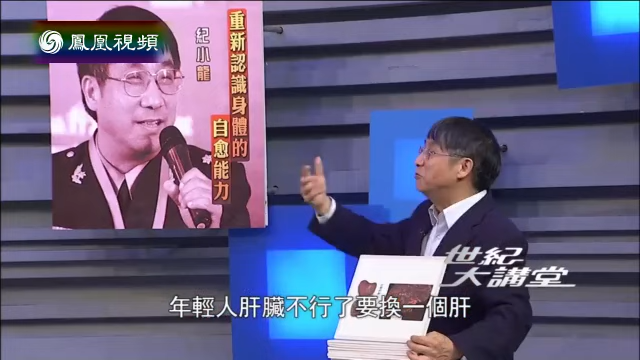 鳳凰視頻
重新認識身體的
自愈能力
紀小龍
世紀
大講堂
年輕人肝臟不行了要換一個肝